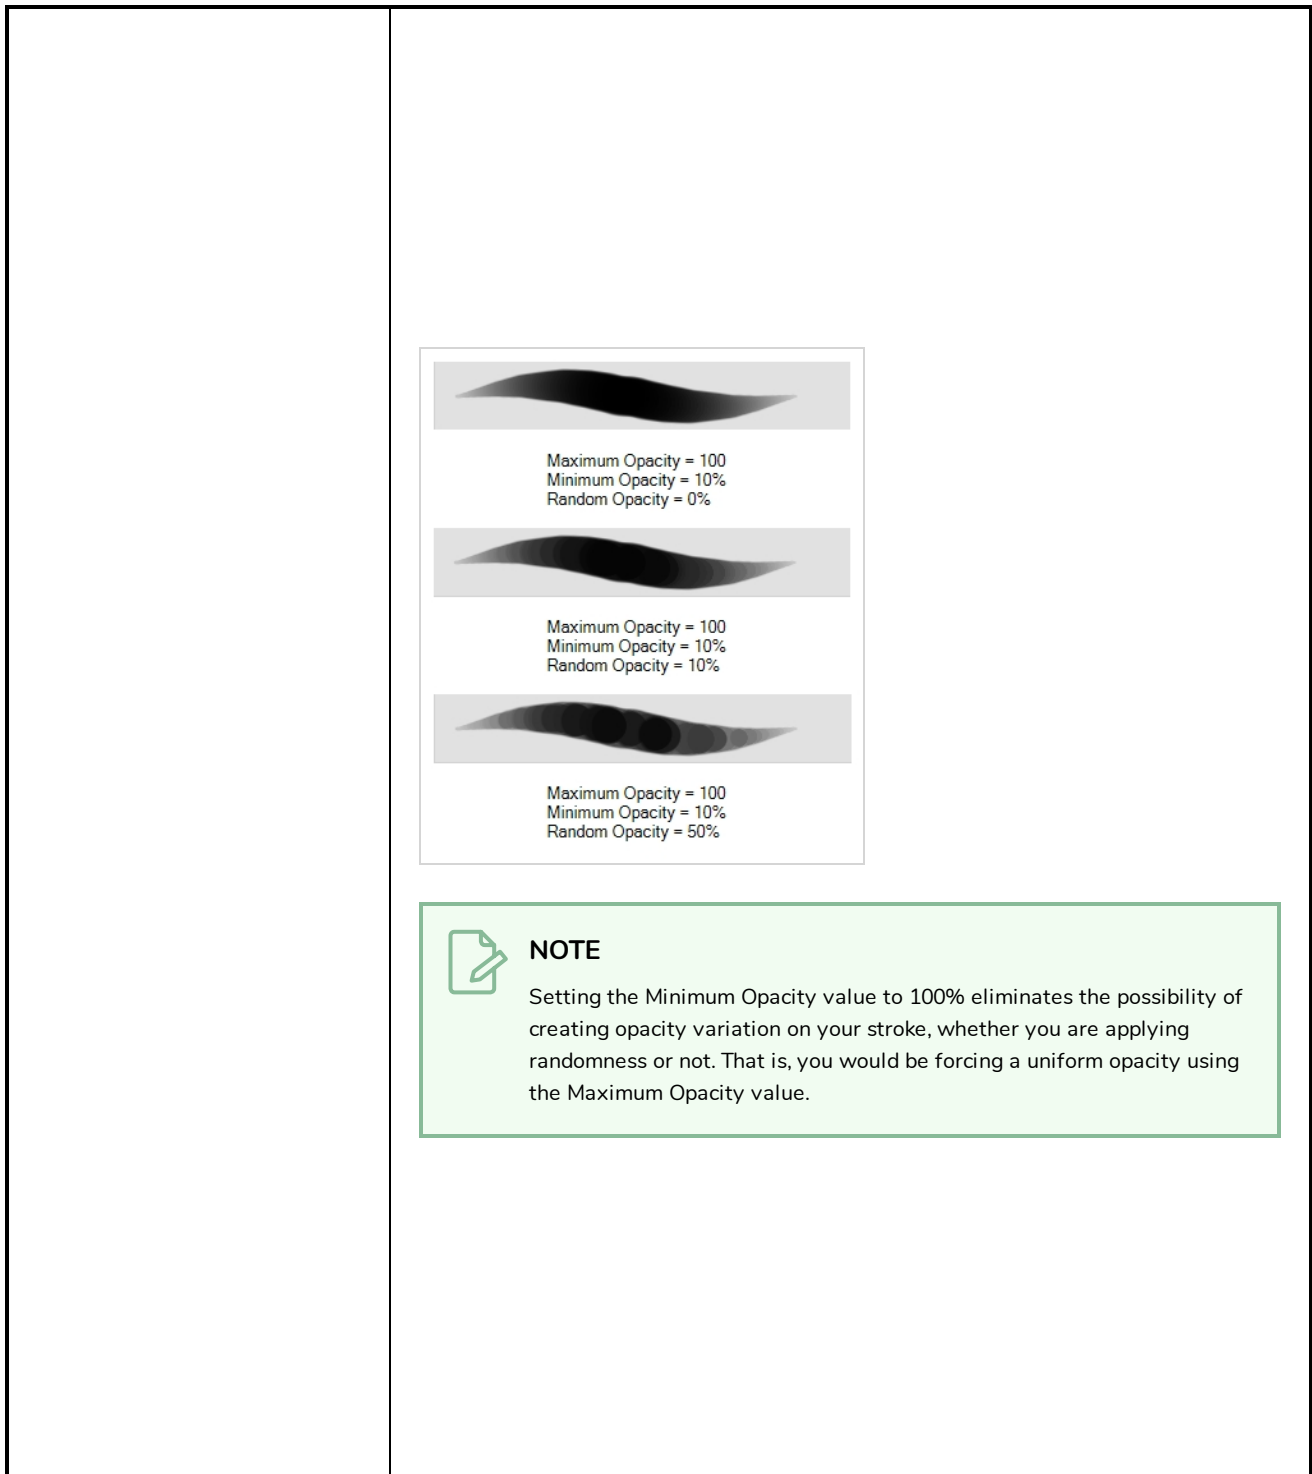 Maximum Opacity = 100
Minimum Opacity = 10%
Random Opacity = 0%
Maximum Opacity = 100
Minimum Opacity = 10%
Random Opacity = 10%
Maximum Opacity = 100
Minimum Opacity = 10%
Random Opacity = 50%
NOTE
Setting the Minimum Opacity value to 100% eliminates the possibility of
creating opacity variation on your stroke, whether you are applying
randomness or not. That is, you would be forcing a uniform opacity using
the Maximum Opacity value.